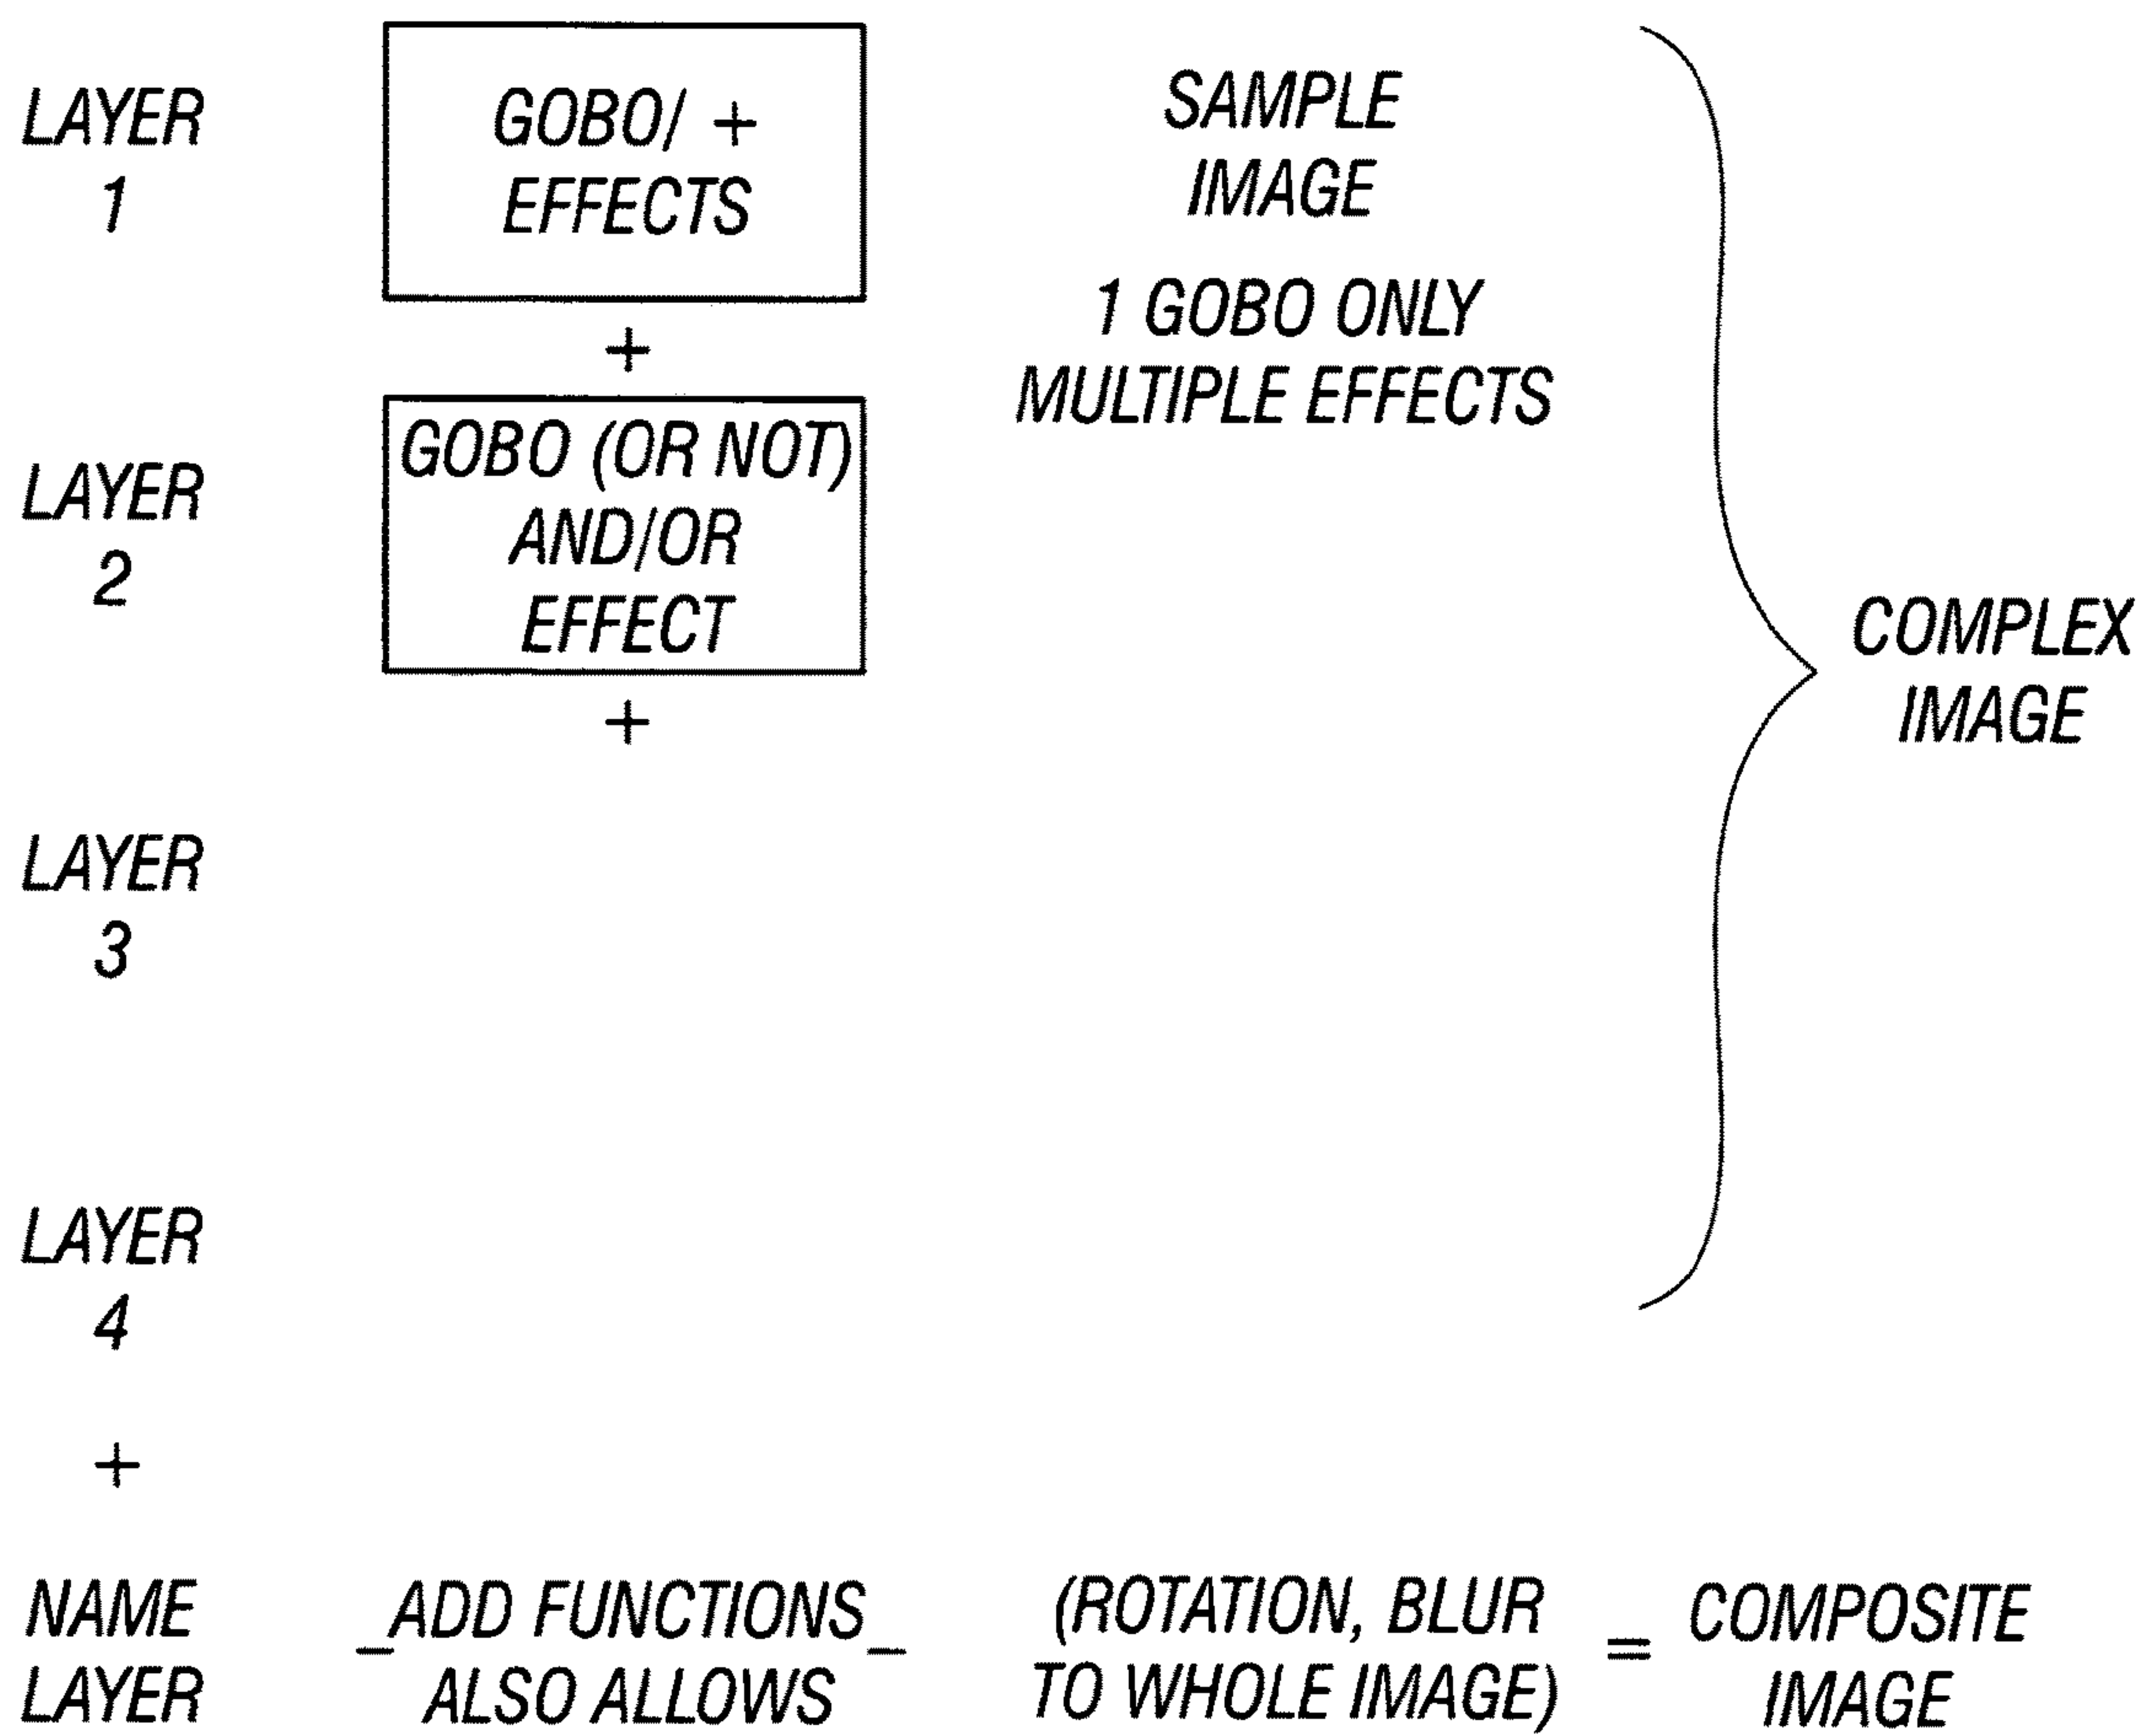 LAYER
1
GOBO/ +
EFFECTS
SAMPLE
IMAGE
1 GOBO ONLY
MULTIPLE EFFECTS
+
LAYER
2
GOBO (OR NOT)
AND/OR
EFFECT
+
COMPLEX
IMAGE
LAYER
3
LAYER
4
+
NAME
LAYER
_ADD FUNCTIONS_
ALSO ALLOWS
(ROTATION, BLUR
TO WHOLE IMAGE)
=
COMPOSITE
IMAGE